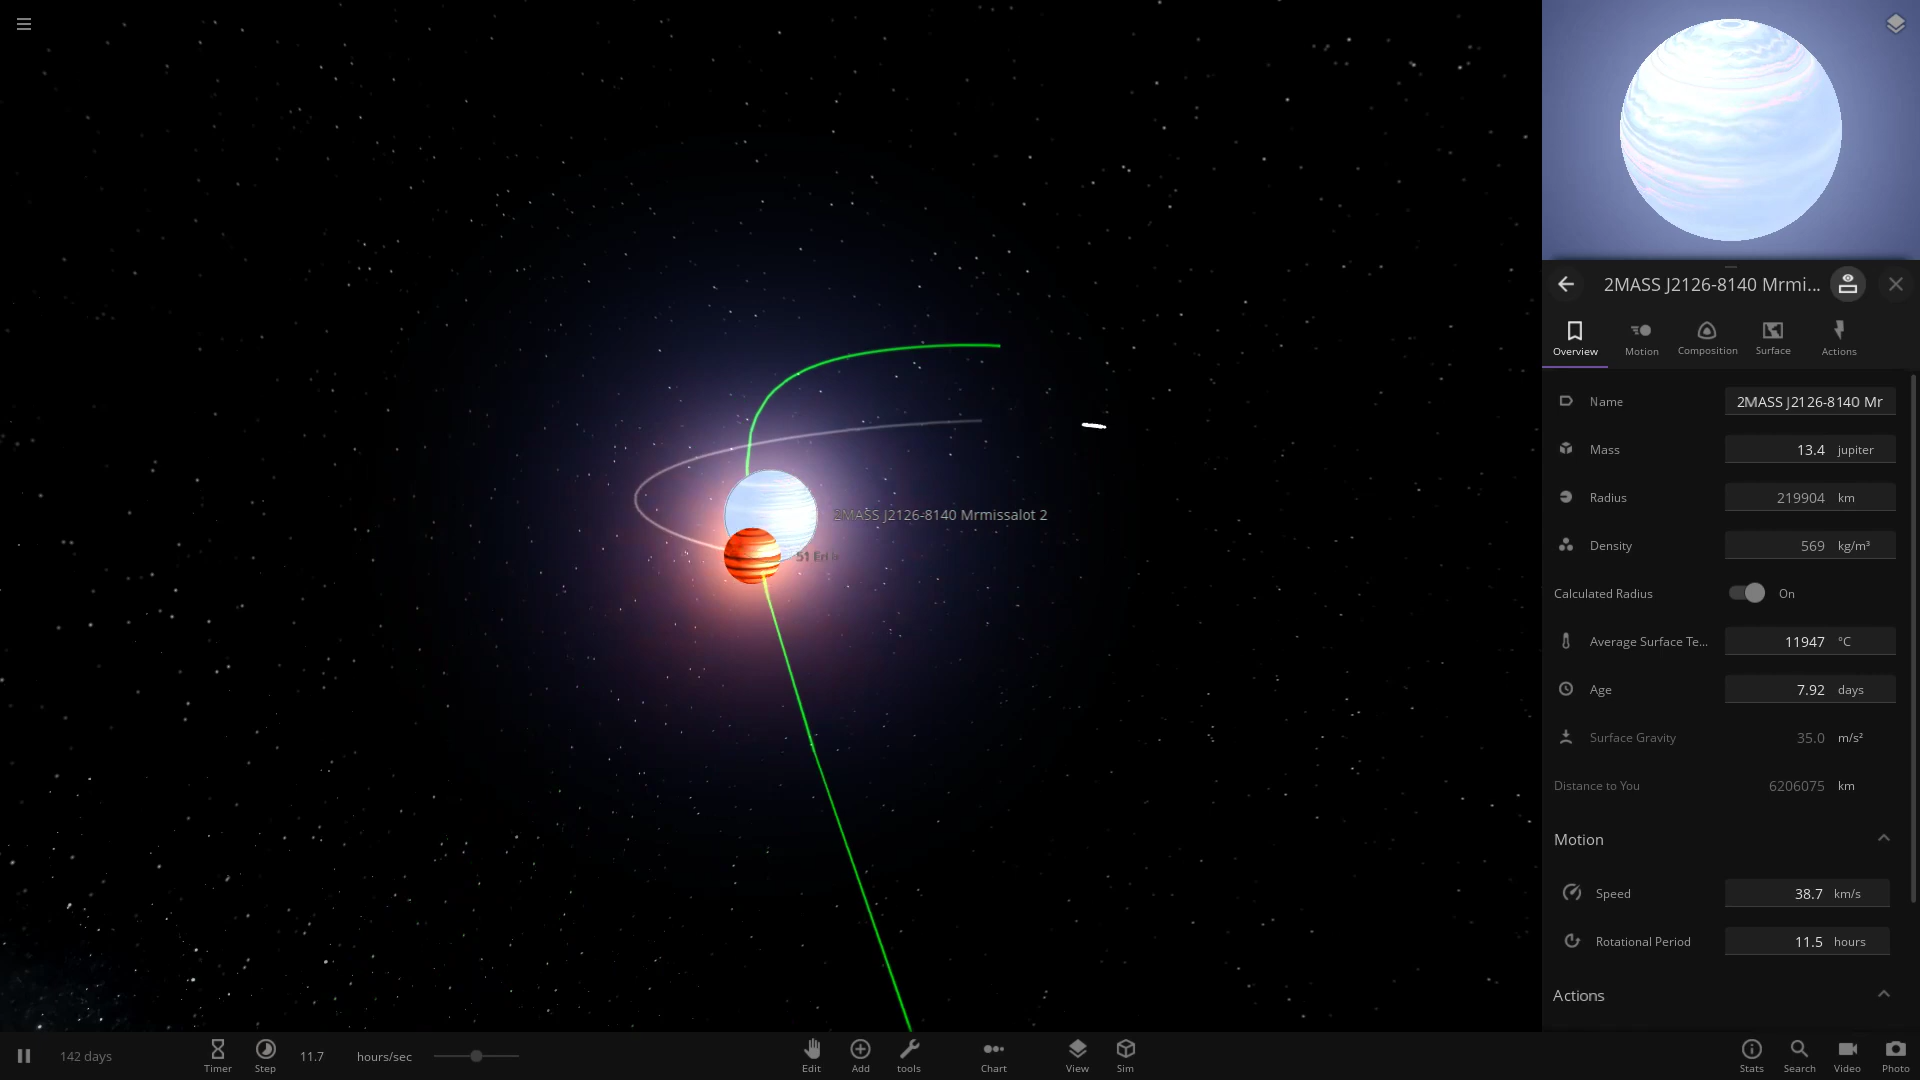 2MASS J2126-8140 Mrmissalot 2
51 Eri b
2MASS J2126-8140 Mrmi...
Overview
Motion
Composition
Surface
Actions
Name 2MASS J2126-8140 Mr
Mass 13.4 jupiter
Radius 219904 km
Density 569 kg/m³
Calculated Radius On
Average Surface Te... 11947 °C
Age 7.92 days
Surface Gravity 35.0 m/s²
Distance to You 6206075 km
Motion
Speed 38.7 km/s
Rotational Period 11.5 hours
Actions
142 days
Timer
Step
11.7 hours/sec
Edit
Add
tools
Chart
View
Sim
Stats
Search
Video
Photo